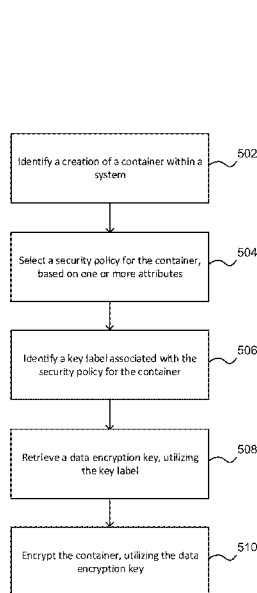 Identify a creation of a container within a
system
502
Select a security policy for the container,
based on one or more attributes
504
Identify a key label associated with the
security policy for the container
506
Retrieve a data encryption key, utilizing
the key label
508
Encrypt the container, utilizing the data
encryption key
510